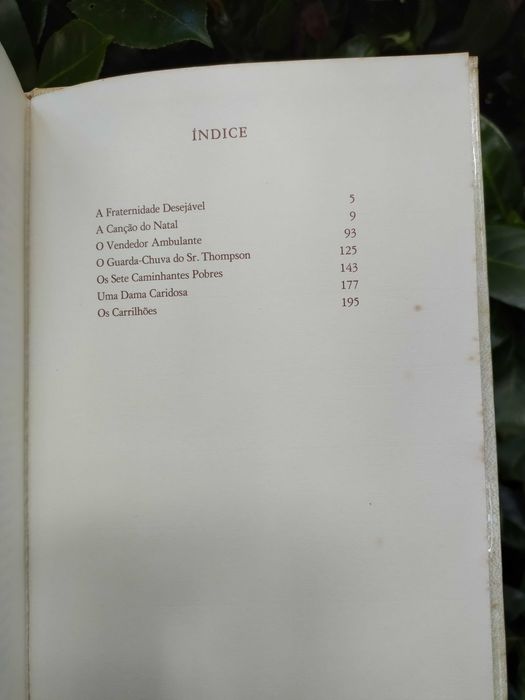 ÍNDICE
A Fraternidade Desejável 5
A Canção do Natal 9
O Vendedor Ambulante 93
O Guarda-Chuva do Sr. Thompson 125
Os Sete Caminhantes Pobres 143
Uma Dama Caridosa 177
Os Carrilhões 195